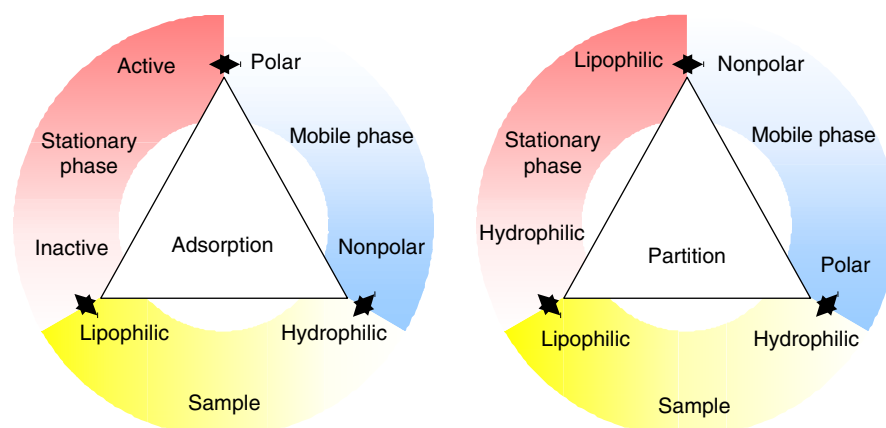 Active
Polar
Stationary
phase
Mobile phase
Inactive
Adsorption
Nonpolar
Lipophilic
Hydrophilic
Sample
Lipophilic
Nonpolar
Stationary
phase
Mobile phase
Hydrophilic
Partition
Polar
Lipophilic
Hydrophilic
Sample